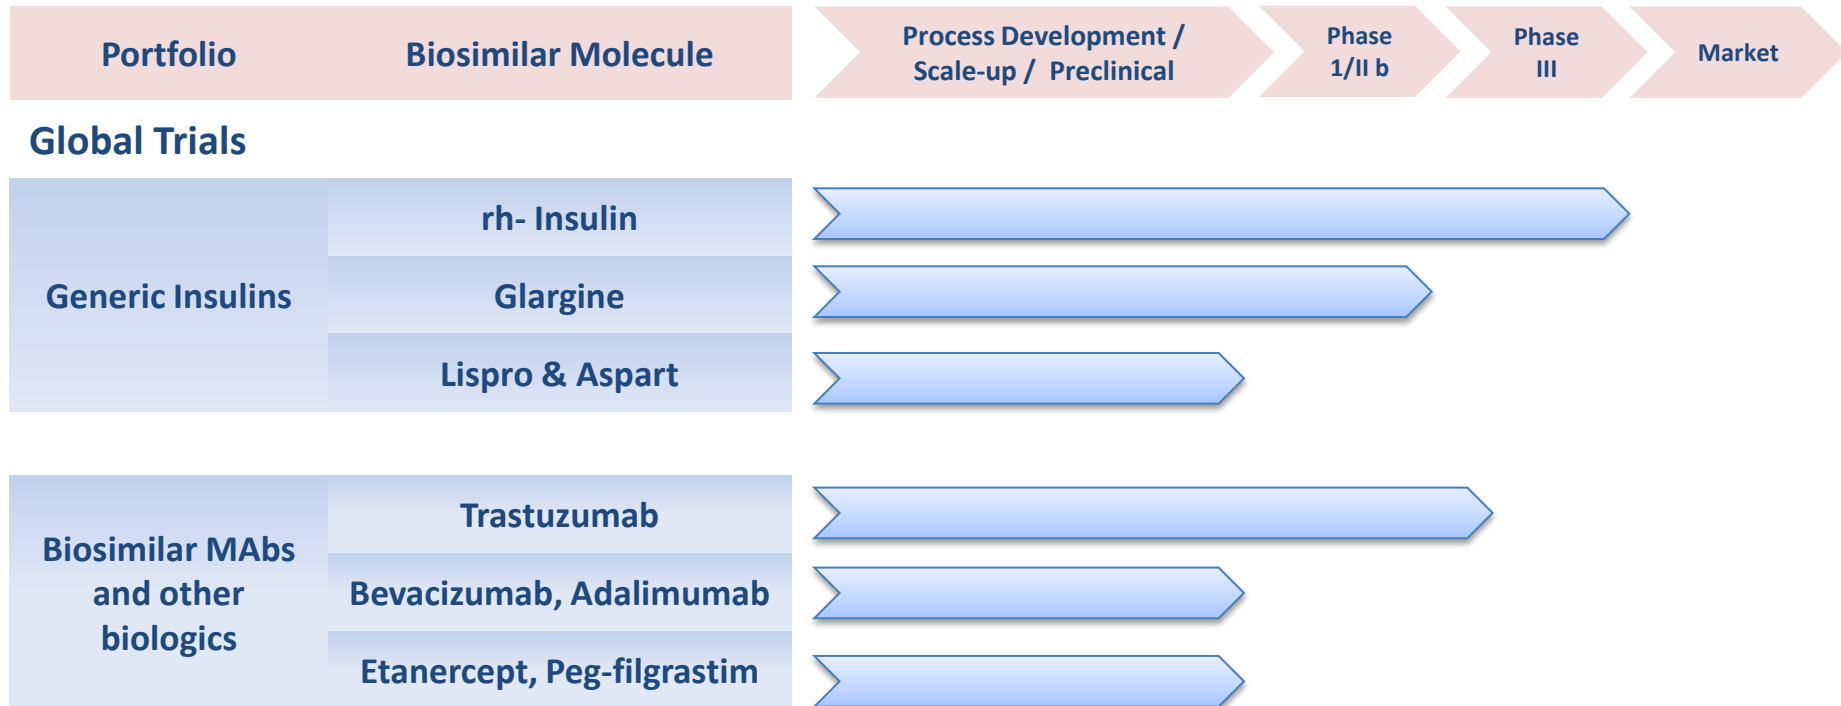 Portfolio
Biosimilar Molecule
Process Development /
Scale-up /  Preclinical
Phase
1/II b
Phase
III
Market
Global Trials
Generic Insulins
rh- Insulin
Glargine
Lispro & Aspart
Biosimilar MAbs
and other
biologics
Trastuzumab
Bevacizumab, Adalimumab
Etanercept, Peg-filgrastim